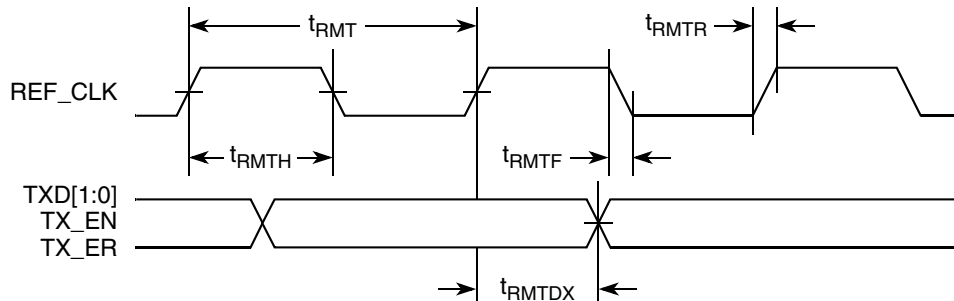 tRMT
tRMTR
REF_CLK
tRMTH
tRMTF
TXD[1:0]
TX_EN
TX_ER
tRMTDX